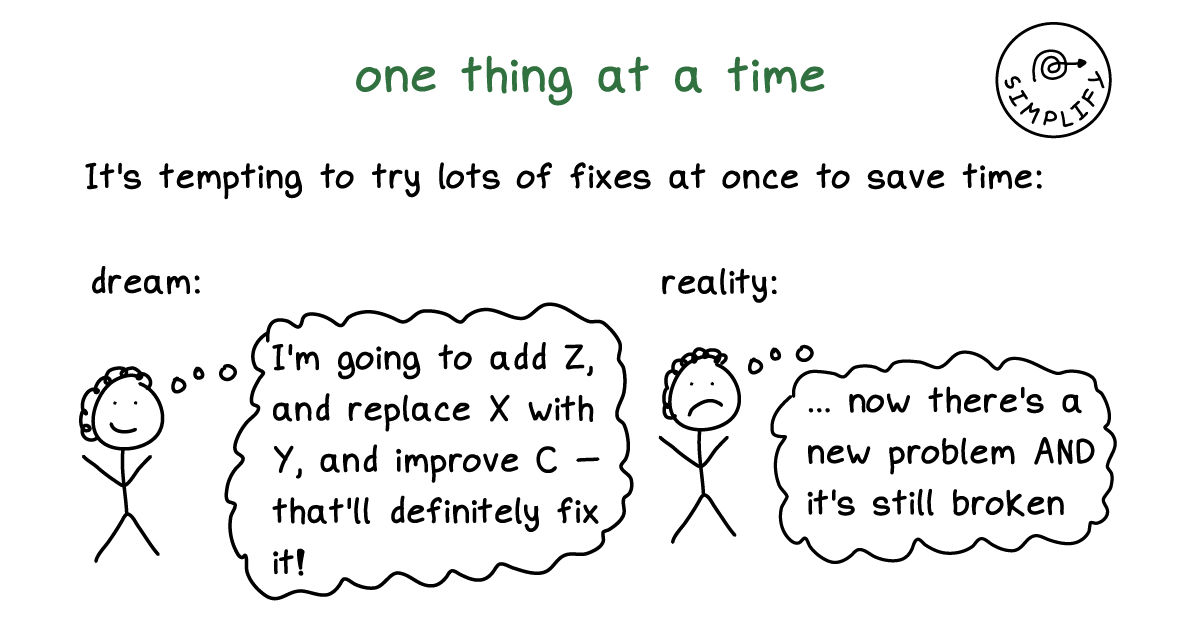 one thing at a time
SIMPLIFY
It's tempting to try lots of fixes at once to save time:
dream:
I'm going to add Z,
and replace X with
Y, and improve C —
that'll definitely fix
it!
reality:
... now there's a
new problem AND
it's still broken